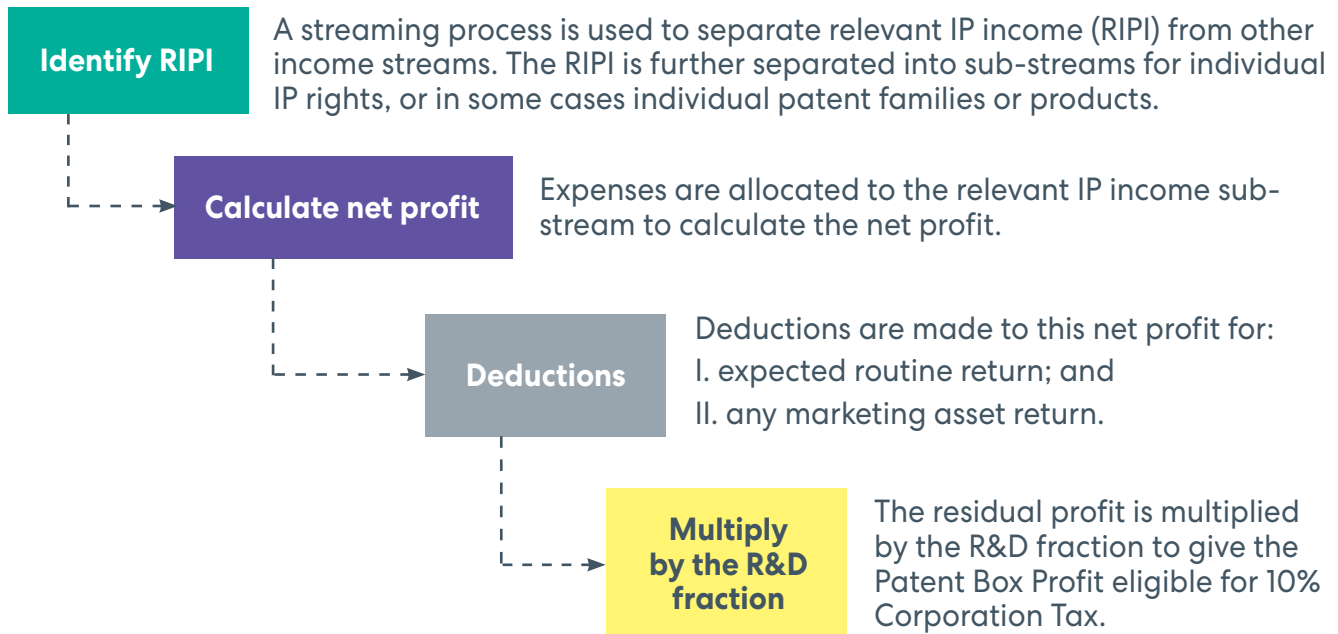 Identify RIPI
A streaming process is used to separate relevant IP income (RIPI) from other
income streams. The RIPI is further separated into sub-streams for individual
IP rights, or in some cases individual patent families or products.
Calculate net profit
Expenses are allocated to the relevant IP income sub-
stream to calculate the net profit.
Deductions
Deductions are made to this net profit for:
I. expected routine return; and
II. any marketing asset return.
Multiply
by the R&D
fraction
The residual profit is multiplied
by the R&D fraction to give the
Patent Box Profit eligible for 10%
Corporation Tax.